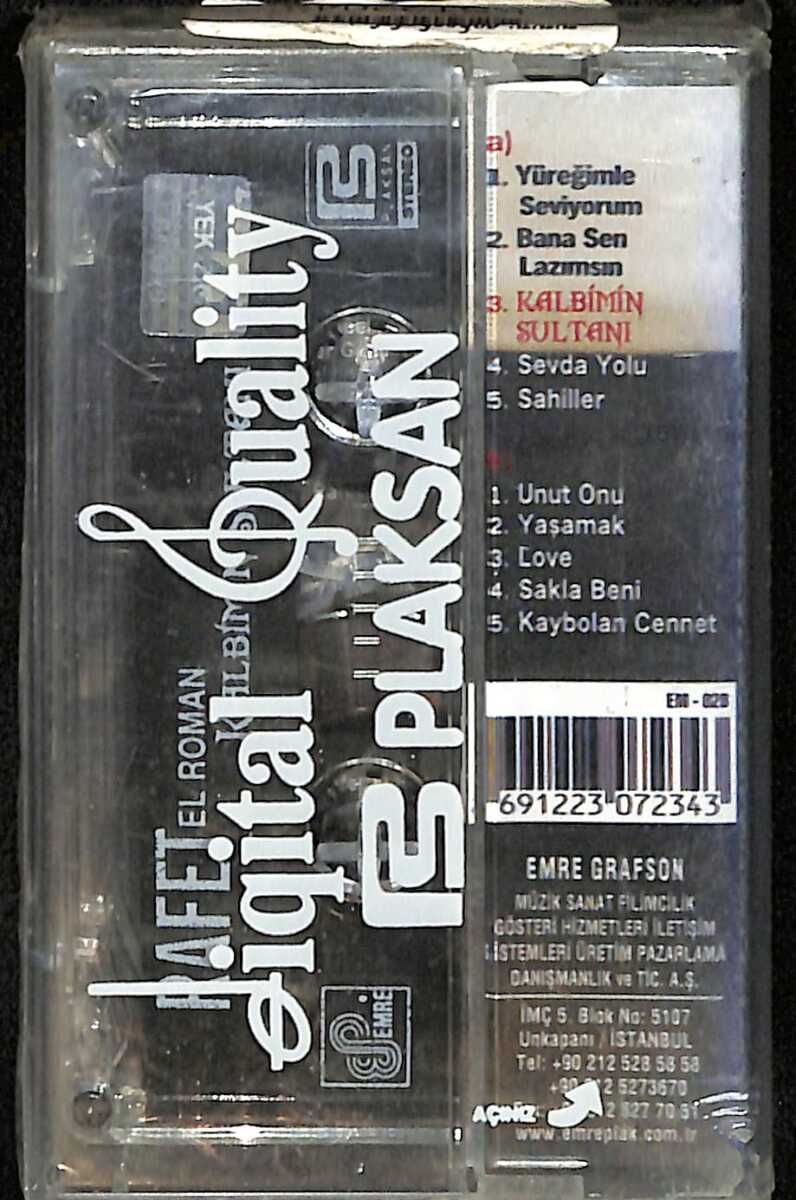 a)
1. Yüreğimle
Seviyorum
2. Bana Sen
Lazımsın
3. KALBİMİN
SULTANI
4. Sevda Yolu
5. Sahiller
1. Unut Onu
2. Yaşamak
3. Love
4. Sakla Beni
5. Kaybolan Cennet
EM - 020
691223 072343
EMRE GRAFSON
MÜZİK SANAT FİLİMCİLİK
GÖSTERİ HİZMETLERİ İLETİŞİM
SİSTEMLERİ ÜRETİM PAZARLAMA
DANIŞMANLIK ve TİC. A.Ş.
İMÇ 5. Blok No: 5107
Unkapanı / İSTANBUL
Tel: +90 212 528 58 58
5273670
AÇINIZ
www.emreplak.com.tr
Digital Quality
PLAKSAN
RAFET
EL ROMAN
KALBİM
EMRE
STEREO
YEK